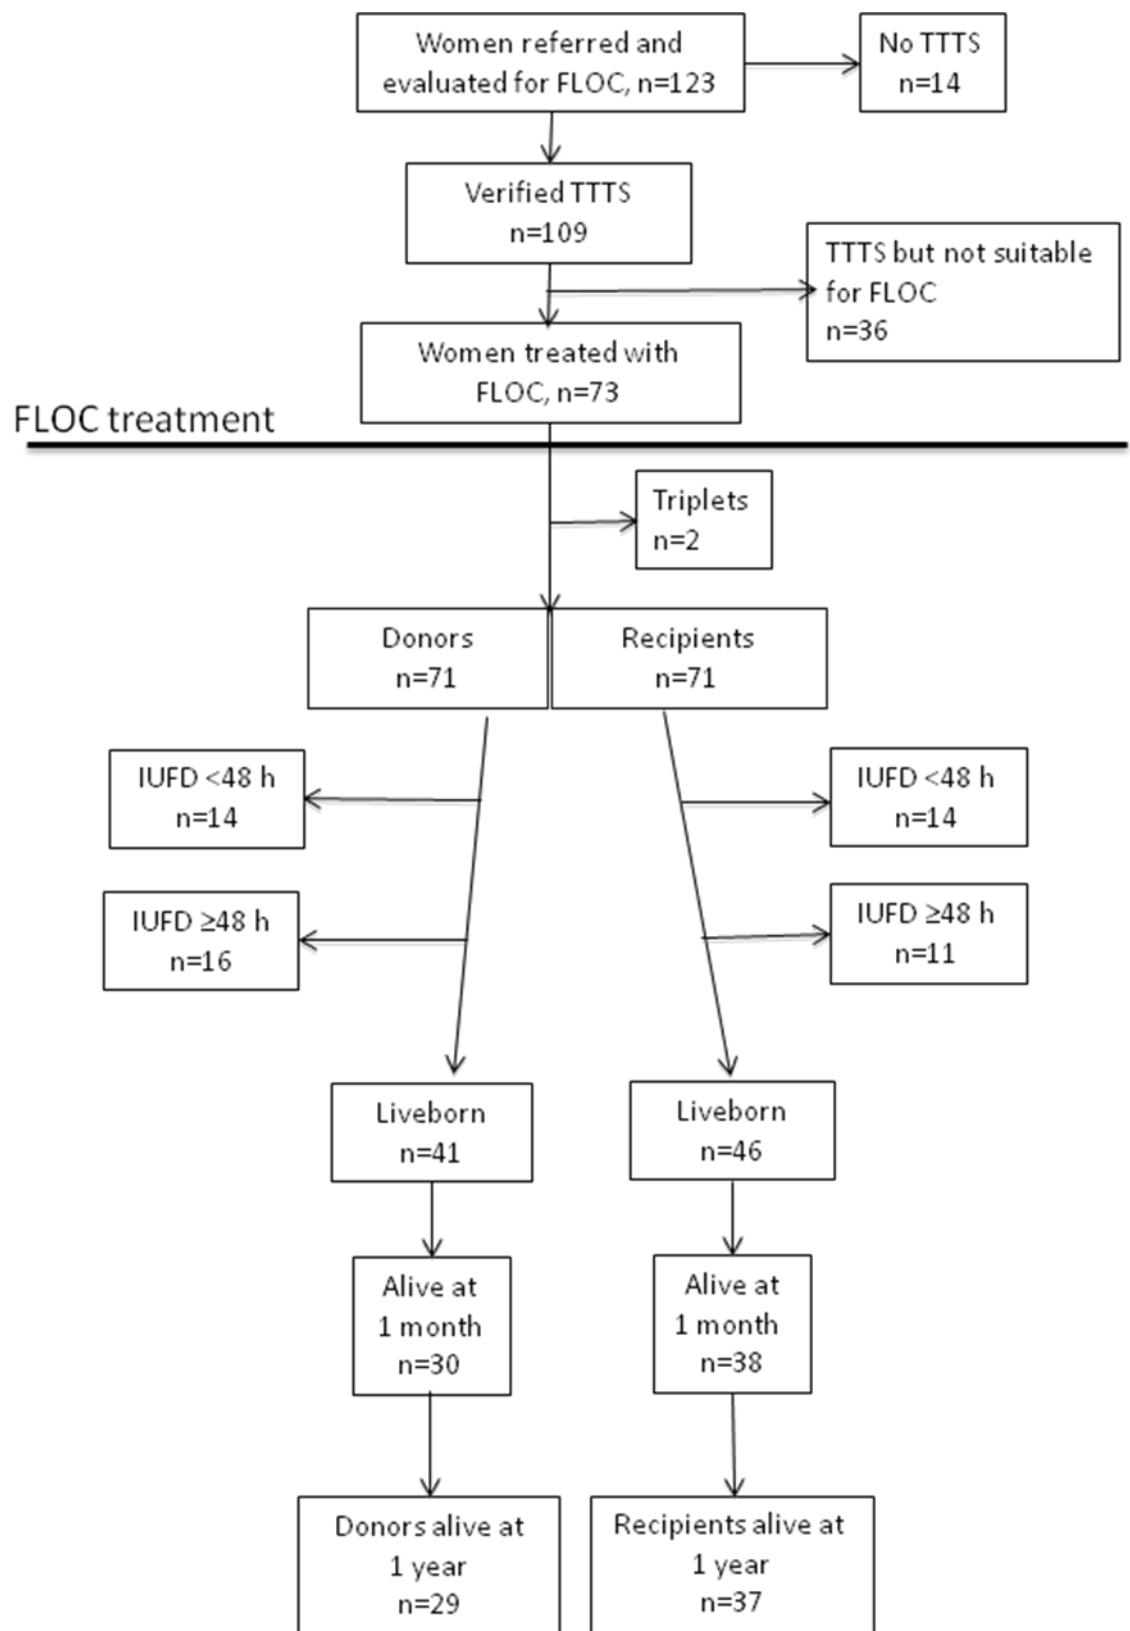 Women referred and
evaluated for FLOC, n=123
No TTTS
n=14
Verified TTTS
n=109
TTTS but not suitable
for FLOC
n=36
Women treated with
FLOC, n=73
FLOC treatment
Triplets
n=2
Donors
n=71
Recipients
n=71
IUFD <48 h
n=14
IUFD <48 h
n=14
IUFD ≥48 h
n=16
IUFD ≥48 h
n=11
Liveborn
n=41
Liveborn
n=46
Alive at
1 month
n=30
Alive at
1 month
n=38
Donors alive at
1 year
n=29
Recipients alive at
1 year
n=37